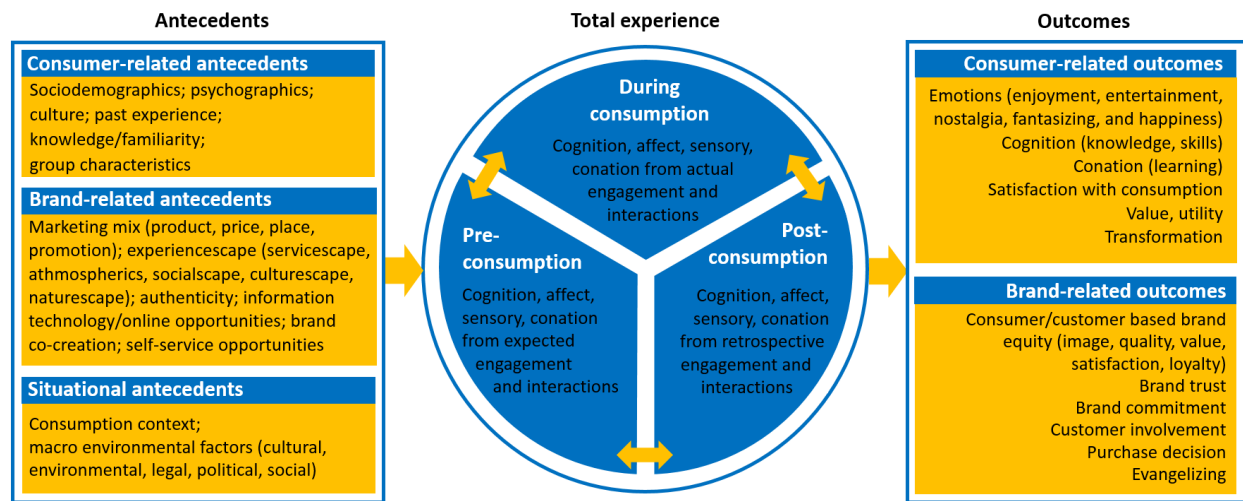 Antecedents
Consumer-related antecedents
Sociodemographics; psychographics;
culture; past experience;
knowledge/familiarity;
group characteristics
Brand-related antecedents
Marketing mix (product, price, place,
promotion); experiencescape (servicescape,
athmospherics, socialscape, culturescape,
naturescape); authenticity; information
technology/online opportunities; brand
co-creation; self-service opportunities
Situational antecedents
Consumption context;
macro environmental factors (cultural,
environmental, legal, political, social)
Total experience
During
consumption
Cognition, affect, sensory,
conation from actual
engagement and
interactions
Pre-
consumption
Cognition, affect,
sensory, conation
from expected
engagement
and interactions
Post-
consumption
Cognition, affect,
sensory, conation
from retrospective
engagement and
interactions
Outcomes
Consumer-related outcomes
Emotions (enjoyment, entertainment,
nostalgia, fantasizing, and happiness)
Cognition (knowledge, skills)
Conation (learning)
Satisfaction with consumption
Value, utility
Transformation
Brand-related outcomes
Consumer/customer based brand
equity (image, quality, value,
satisfaction, loyalty)
Brand trust
Brand commitment
Customer involvement
Purchase decision
Evangelizing